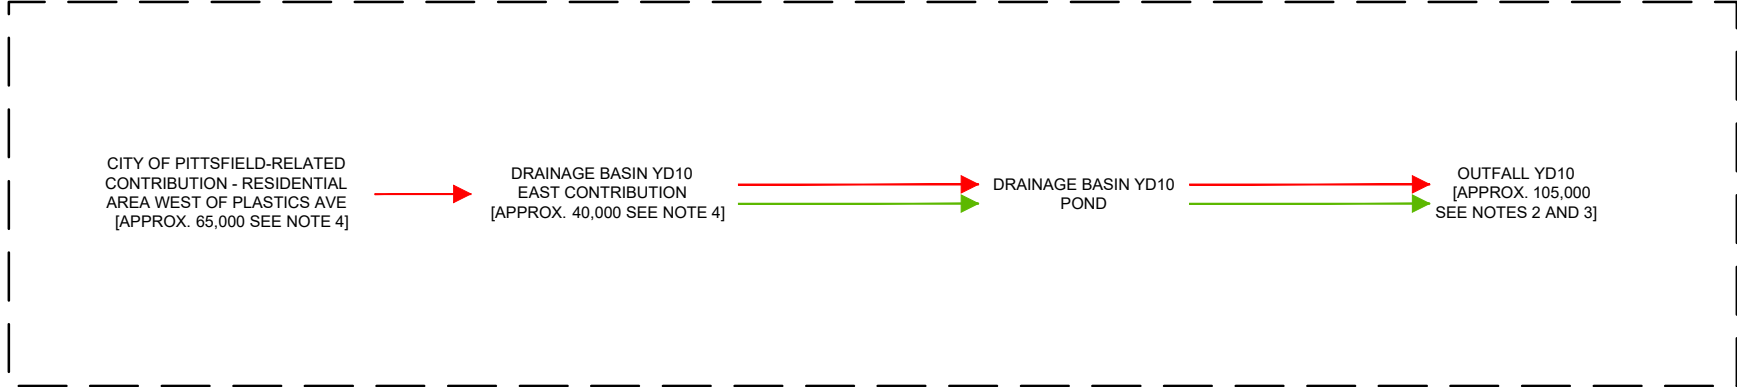 CITY OF PITTSFIELD-RELATED
CONTRIBUTION - RESIDENTIAL
AREA WEST OF PLASTICS AVE
[APPROX. 65,000 SEE NOTE 4]
DRAINAGE BASIN YD10
EAST CONTRIBUTION
[APPROX. 40,000 SEE NOTE 4]
DRAINAGE BASIN YD10
POND
OUTFALL YD10
[APPROX. 105,000
SEE NOTES 2 AND 3]